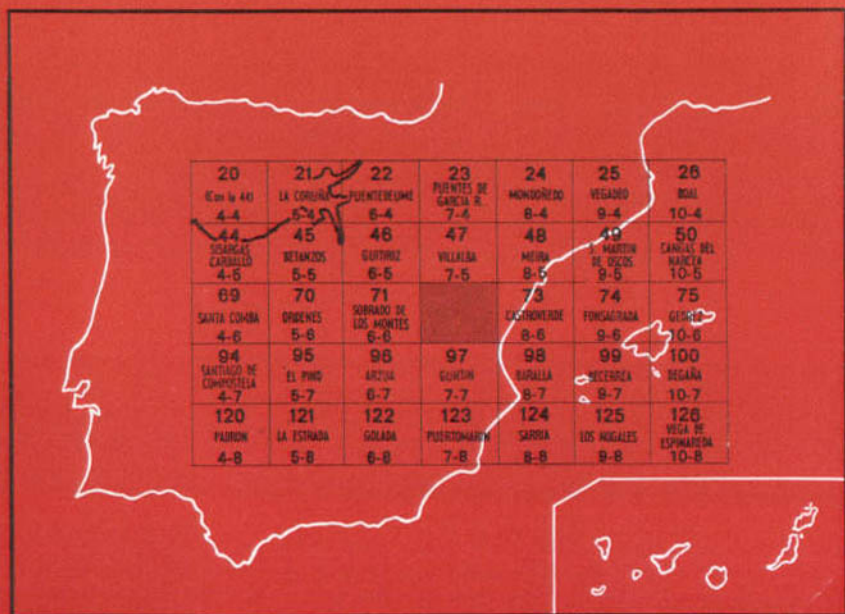 20 21 22 23 24 25 26
(Con la 44) LA CORUÑA PUENTEDEUME PUENTES DE GARCIA R. MONDOÑEDO VEGADEO BOAL
4-4 5-4 6-4 7-4 8-4 9-4 10-4
44 45 46 47 48 49 50
SISARGAS CARBALLO BETANZOS GUITIRIZ VILLALBA MEIRA MARTIN DE OSCOS CANGAS DEL NARCEA
4-5 5-5 6-5 7-5 8-5 9-5 10-5
69 70 71 73 74 75
SANTA COMBA ORDENES SOBRADO DE LOS MONTES CASTROVERDE FONSAGRADA
4-6 5-6 6-6 8-6 9-6 10-6
94 95 96 97 98 99 100
SANTIAGO DE COMPOSTELA EL PINO ARZUA GUNTIN BARALLA BECERREA DEGAÑA
4-7 5-7 6-7 7-7 8-7 9-7 10-7
120 121 122 123 124 125 126
PADRON LA ESTRADA GOLADA PUERTOMARIN SARRIA LOS NOGALES VEGA DE ESPINAREDA
4-8 5-8 6-8 7-8 8-8 9-8 10-8